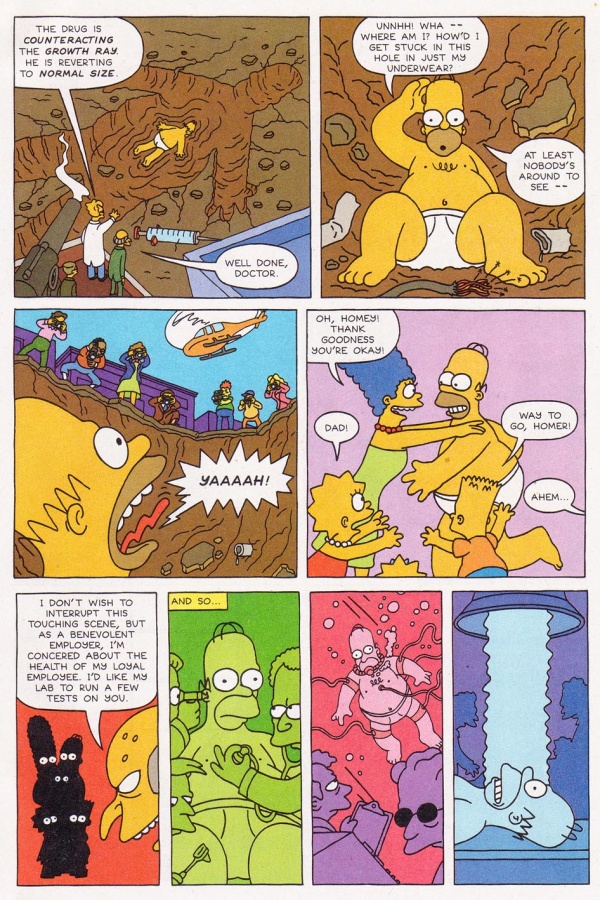 THE DRUG IS
COUNTERACTING
THE GROWTH RAY.
HE IS REVERTING
TO NORMAL SIZE.
WELL DONE,
DOCTOR.
UNNHH! WHA --
WHERE AM I? HOW'D I
GET STUCK IN THIS
HOLE IN JUST MY
UNDERWEAR?
AT LEAST
NOBODY'S
AROUND TO
SEE --
YAAAAH!
OH, HOMEY!
THANK
GOODNESS
YOU'RE OKAY!
DAD!
WAY TO
GO, HOMER!
AHEM...
I DON'T WISH TO
INTERRUPT THIS
TOUCHING SCENE, BUT
AS A BENEVOLENT
EMPLOYER, I'M
CONCERED ABOUT THE
HEALTH OF MY LOYAL
EMPLOYEE. I'D LIKE MY
LAB TO RUN A FEW
TESTS ON YOU.
AND SO...